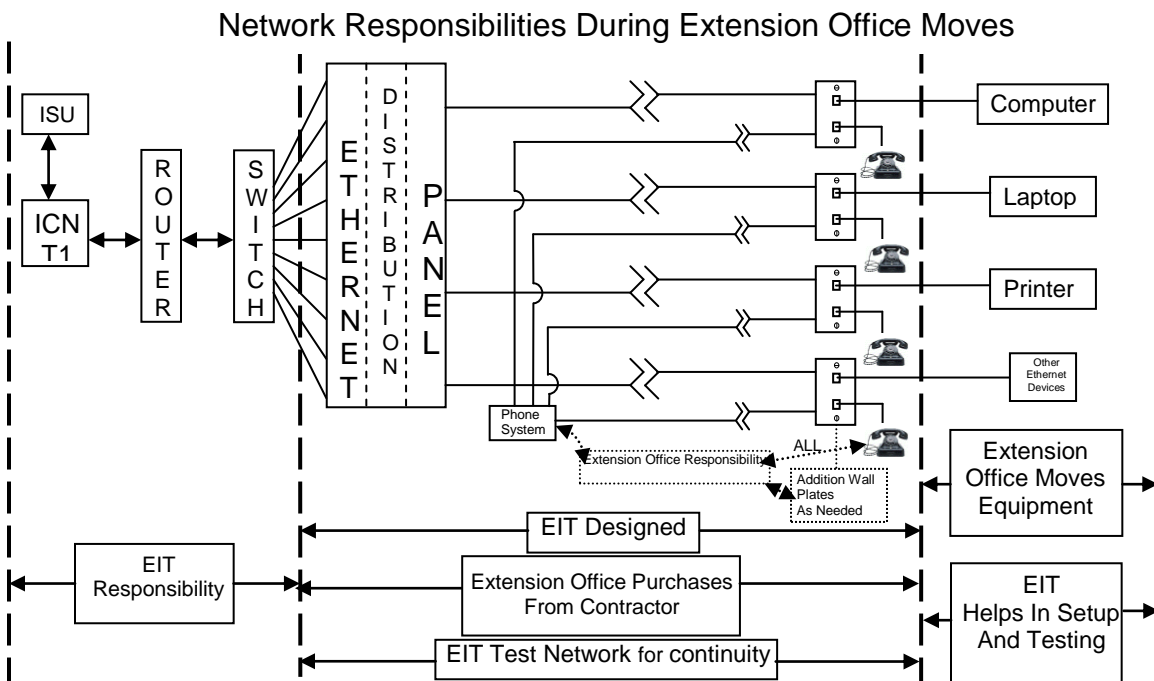 Network Responsibilities During Extension Office Moves
ISU
ICN
T1
ROUTER
SWITCH
ETHERNET
DISTRIBUTION
PANEL
Computer
Laptop
Printer
Other
Ethernet
Devices
Phone
System
ALL
Extension Office Responsibility
Addition Wall
Plates
As Needed
Extension
Office Moves
Equipment
EIT Designed
EIT
Responsibility
Extension Office Purchases
From Contractor
EIT
Helps In Setup
And Testing
EIT Test Network for continuity